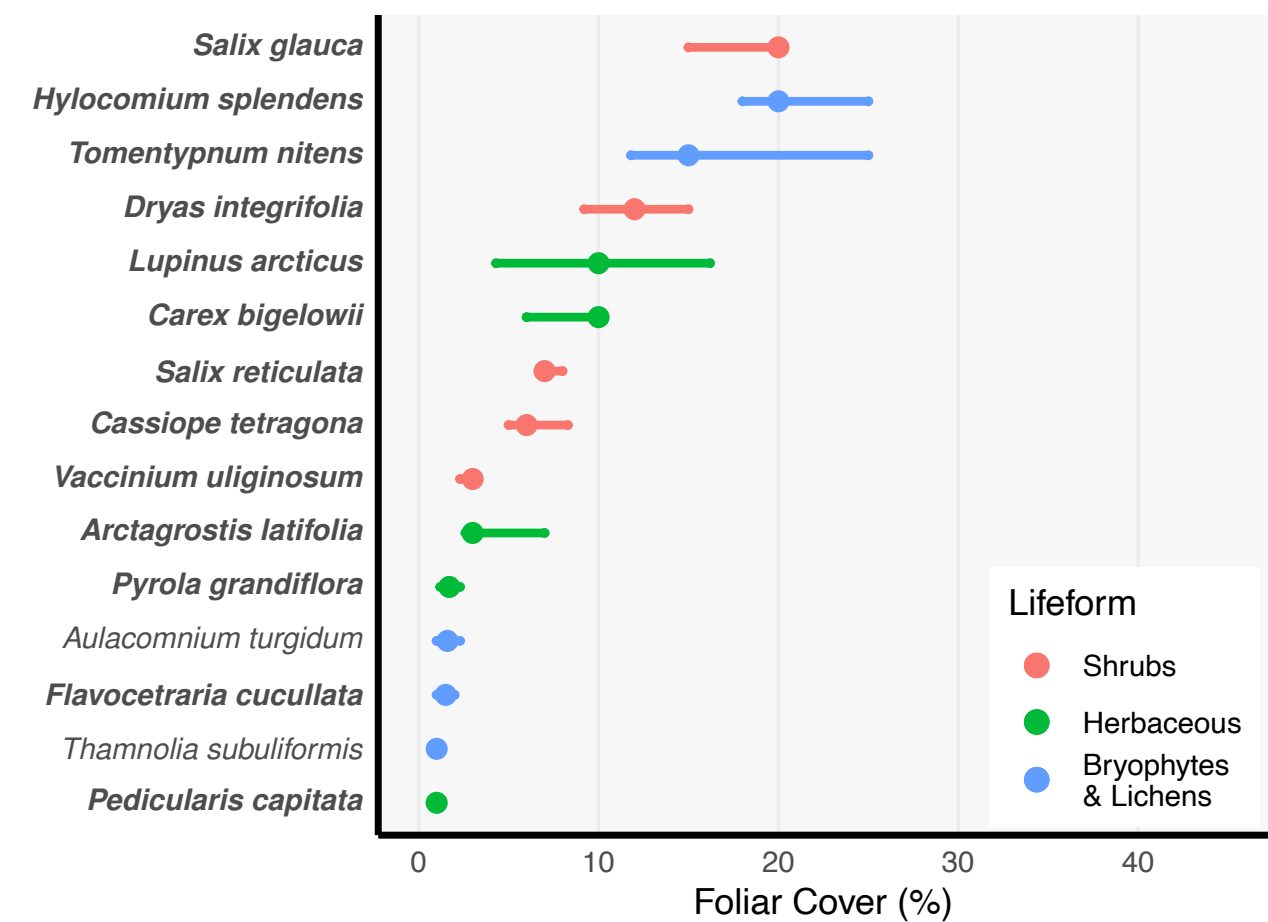 Salix glauca
Hylocomium splendens
Tomentypnum nitens
Dryas integrifolia
Lupinus arcticus
Carex bigelowii
Salix reticulata
Cassiope tetragona
Vaccinium uliginosum
Arctagrostis latifolia
Pyrola grandiflora
Aulacomnium turgidum
Flavocetraria cucullata
Thamnolia subuliformis
Pedicularis capitata
Lifeform
Shrubs
Herbaceous
Bryophytes
& Lichens
0 10 20 30 40
Foliar Cover (%)